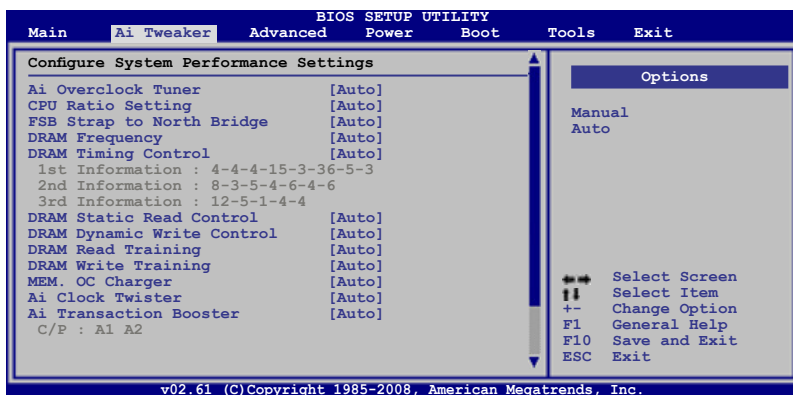 BIOS SETUP UTILITY
Main Ai Tweaker Advanced Power Boot Tools Exit
Configure System Performance Settings
Ai Overclock Tuner [Auto]
CPU Ratio Setting [Auto]
FSB Strap to North Bridge [Auto]
DRAM Frequency [Auto]
DRAM Timing Control [Auto]
1st Information : 4-4-4-15-3-36-5-3
2nd Information : 8-3-5-4-6-4-6
3rd Information : 12-5-1-4-4
DRAM Static Read Control [Auto]
DRAM Dynamic Write Control [Auto]
DRAM Read Training [Auto]
DRAM Write Training [Auto]
MEM. OC Charger [Auto]
Ai Clock Twister [Auto]
Ai Transaction Booster [Auto]
C/P : A1 A2
Options
Manual
Auto
Select Screen
Select Item
+- Change Option
F1 General Help
F10 Save and Exit
ESC Exit
v02.61 (C)Copyright 1985-2008, American Megatrends, Inc.